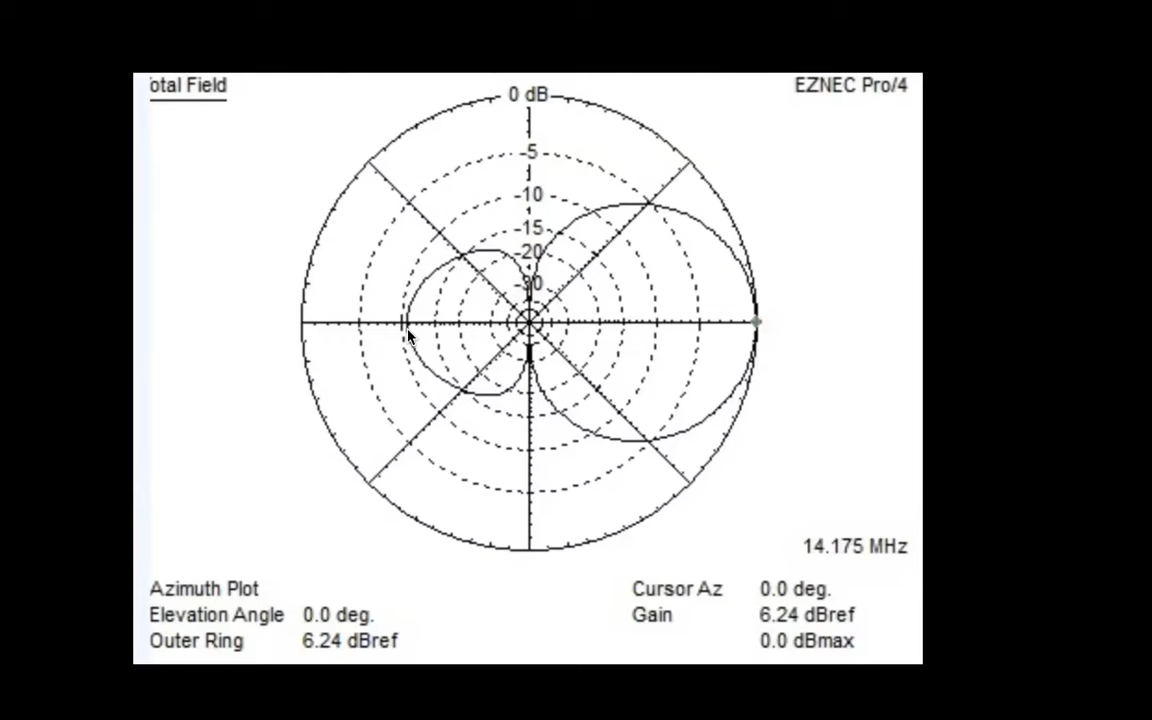 otal Field
EZNEC Pro/4
0 dB
-5
-10
-15
-20
-30
14.175 MHz
Azimuth Plot
Elevation Angle 0.0 deg.
Outer Ring 6.24 dBref
Cursor Az 0.0 deg.
Gain 6.24 dBref
0.0 dBmax